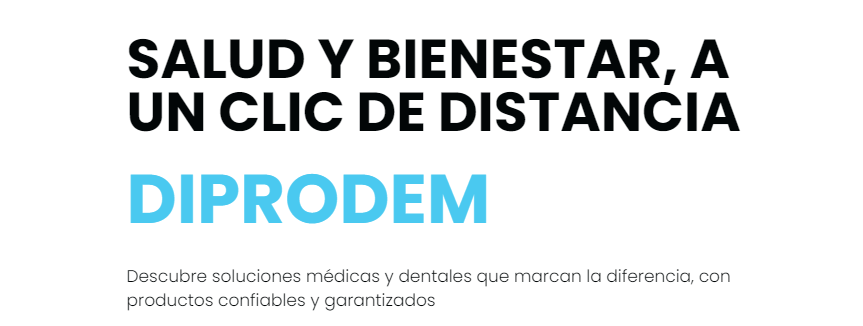 SALUD Y BIENESTAR, A
UN CLIC DE DISTANCIA
DIPRODEM
Descubre soluciones médicas y dentales que marcan la diferencia, con
productos confiables y garantizados